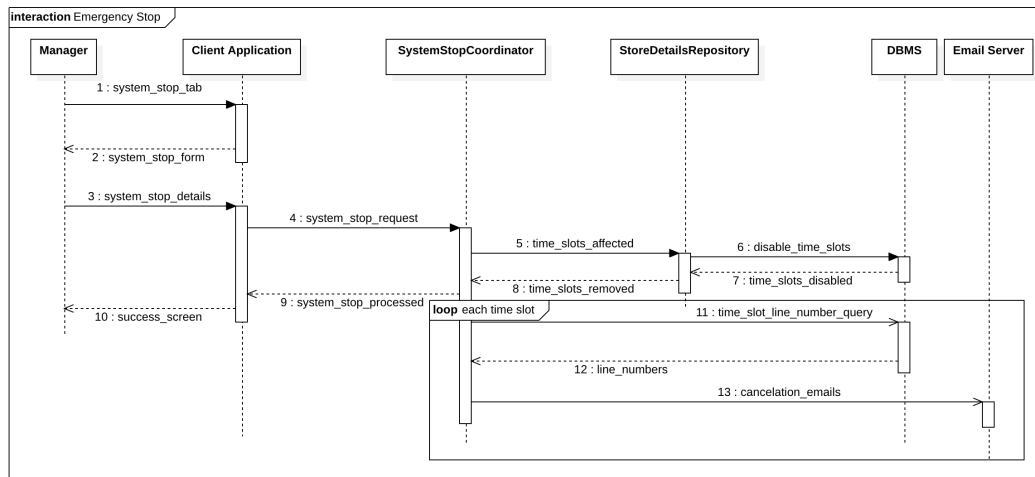 interaction Emergency Stop
Manager
Client Application
SystemStopCoordinator
StoreDetailsRepository
DBMS
Email Server
1 : system_stop_tab
2 : system_stop_form
3 : system_stop_details
4 : system_stop_request
5 : time_slots_affected
6 : disable_time_slots
7 : time_slots_disabled
8 : time_slots_removed
9 : system_stop_processed
10 : success_screen
loop each time slot
11 : time_slot_line_number_query
12 : line_numbers
13 : cancelation_emails